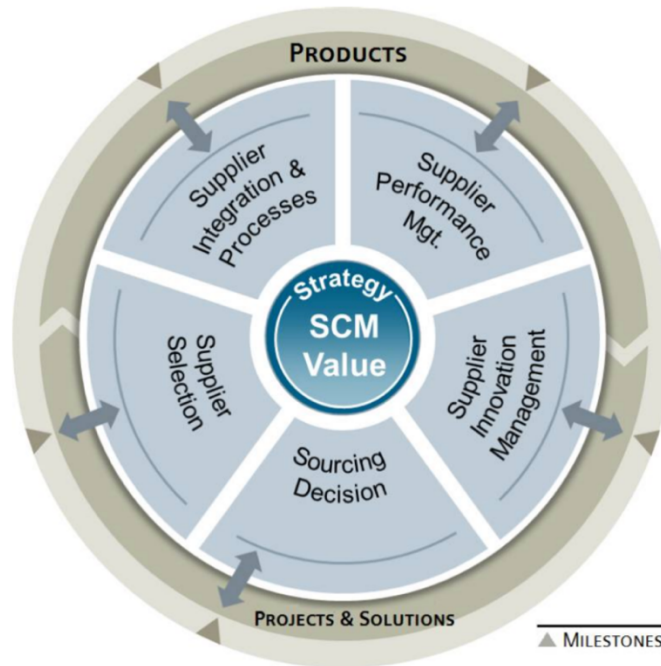 PRODUCTS
Supplier
Integration &
Processes
Supplier
Performance
Mgt.
Strategy
SCM
Value
Supplier
Selection
Supplier
Innovation
Management
Sourcing
Decision
PROJECTS & SOLUTIONS
MILESTONES